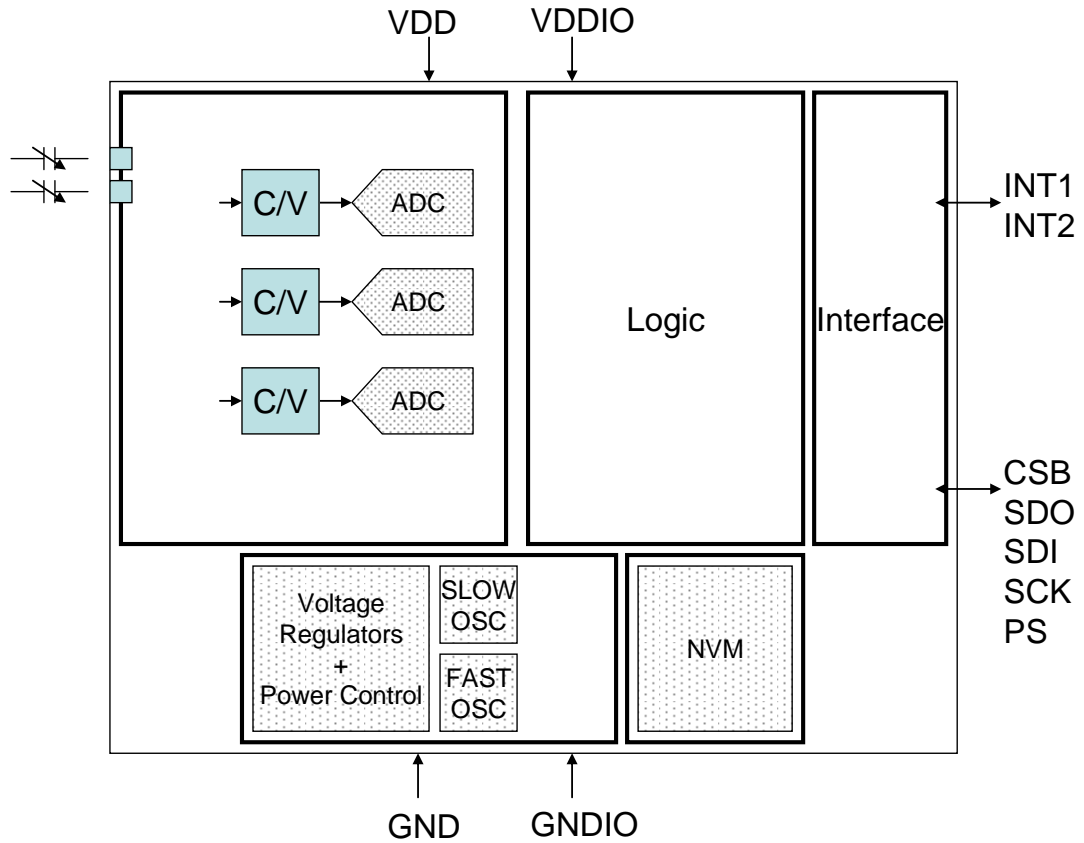 VDD
VDDIO
C/V
ADC
C/V
ADC
C/V
ADC
Logic
Interface
INT1
INT2
CSB
SDO
SDI
SCK
PS
Voltage
Regulators
+
Power Control
SLOW
OSC
FAST
OSC
NVM
GND
GNDIO